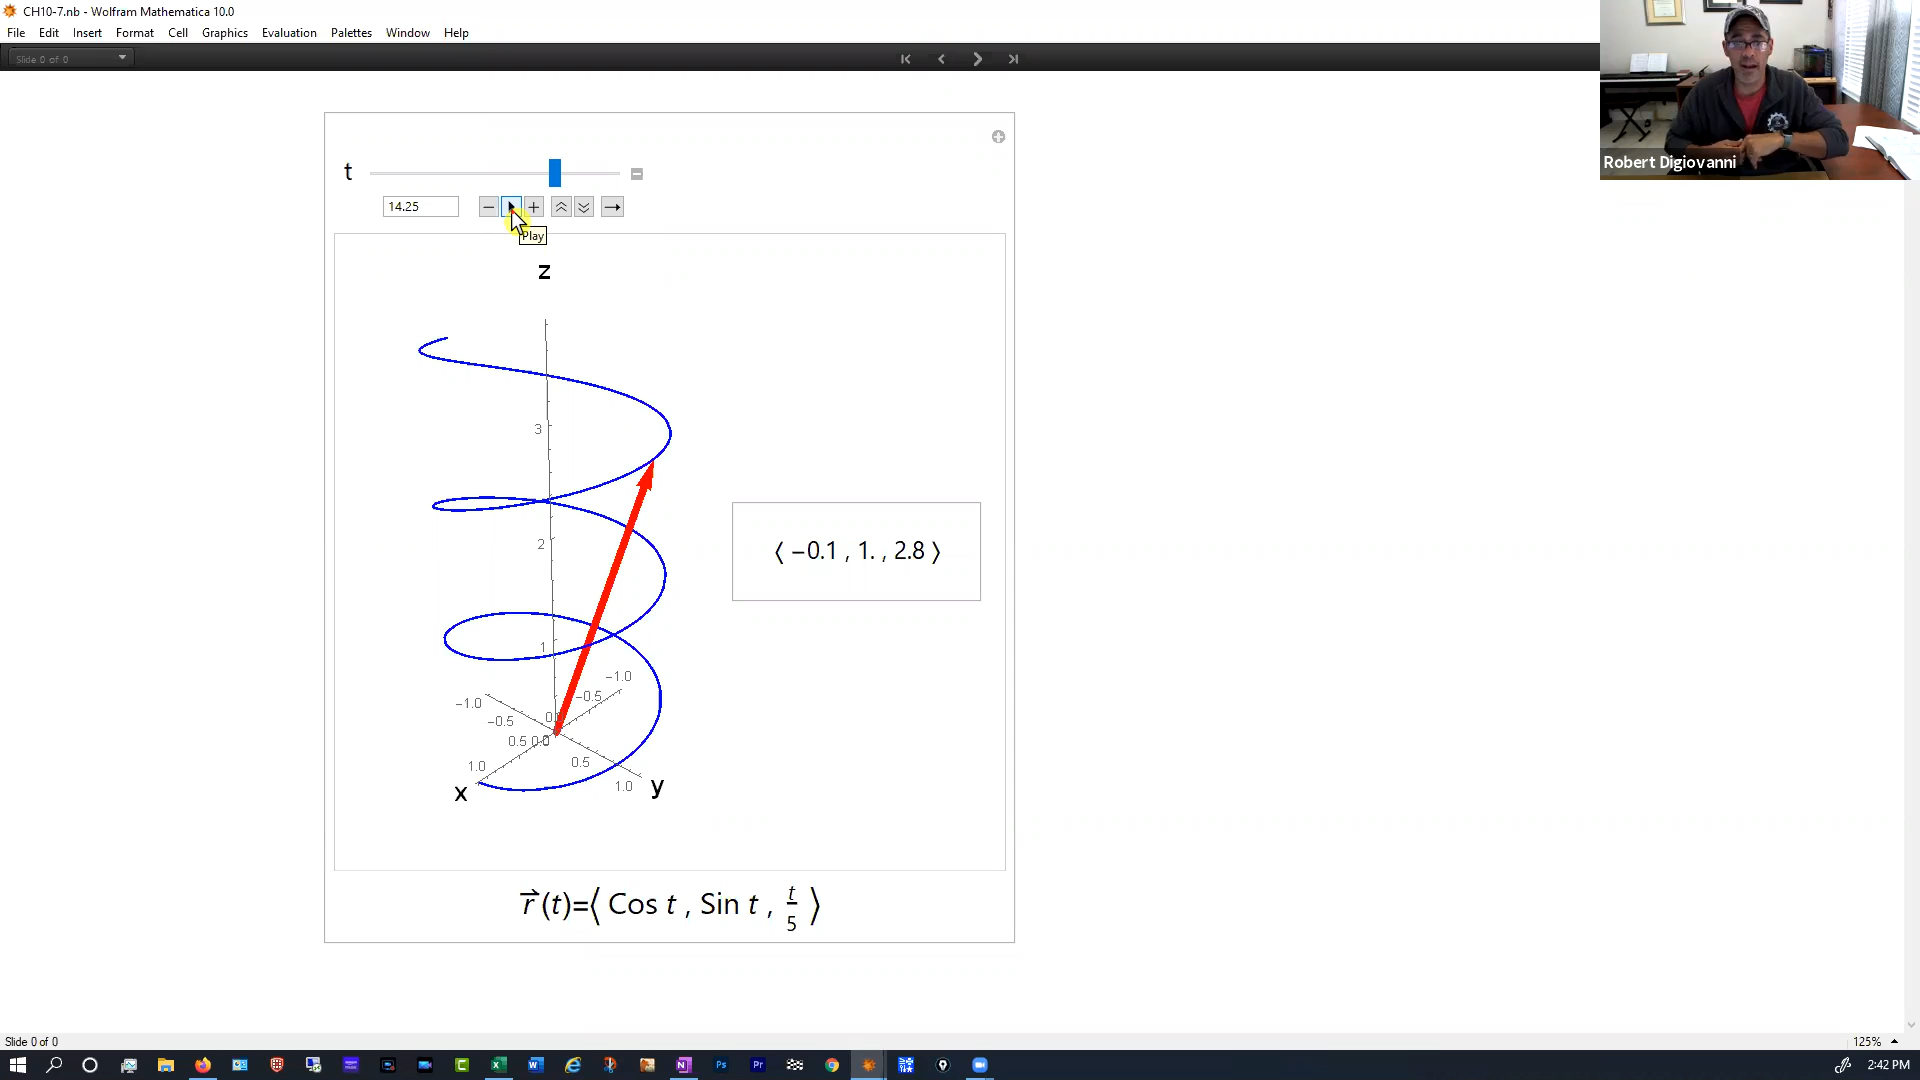 CH10-7.nb - Wolfram Mathematica 10.0
File Edit Insert Format Cell Graphics Evaluation Palettes Window Help
Slide 0 of 0
Robert Digiovanni
t
14.25
Play
z
3
2
1
−1.0
−0.5
−1.0
−0.5
0.5 0.0
0.5
1.0
1.0
x
y
⟨ −0.1 , 1. , 2.8 ⟩
r⃗ (t)=⟨ Cos t , Sin t , t/5 ⟩
Slide 0 of 0
125%
2:42 PM